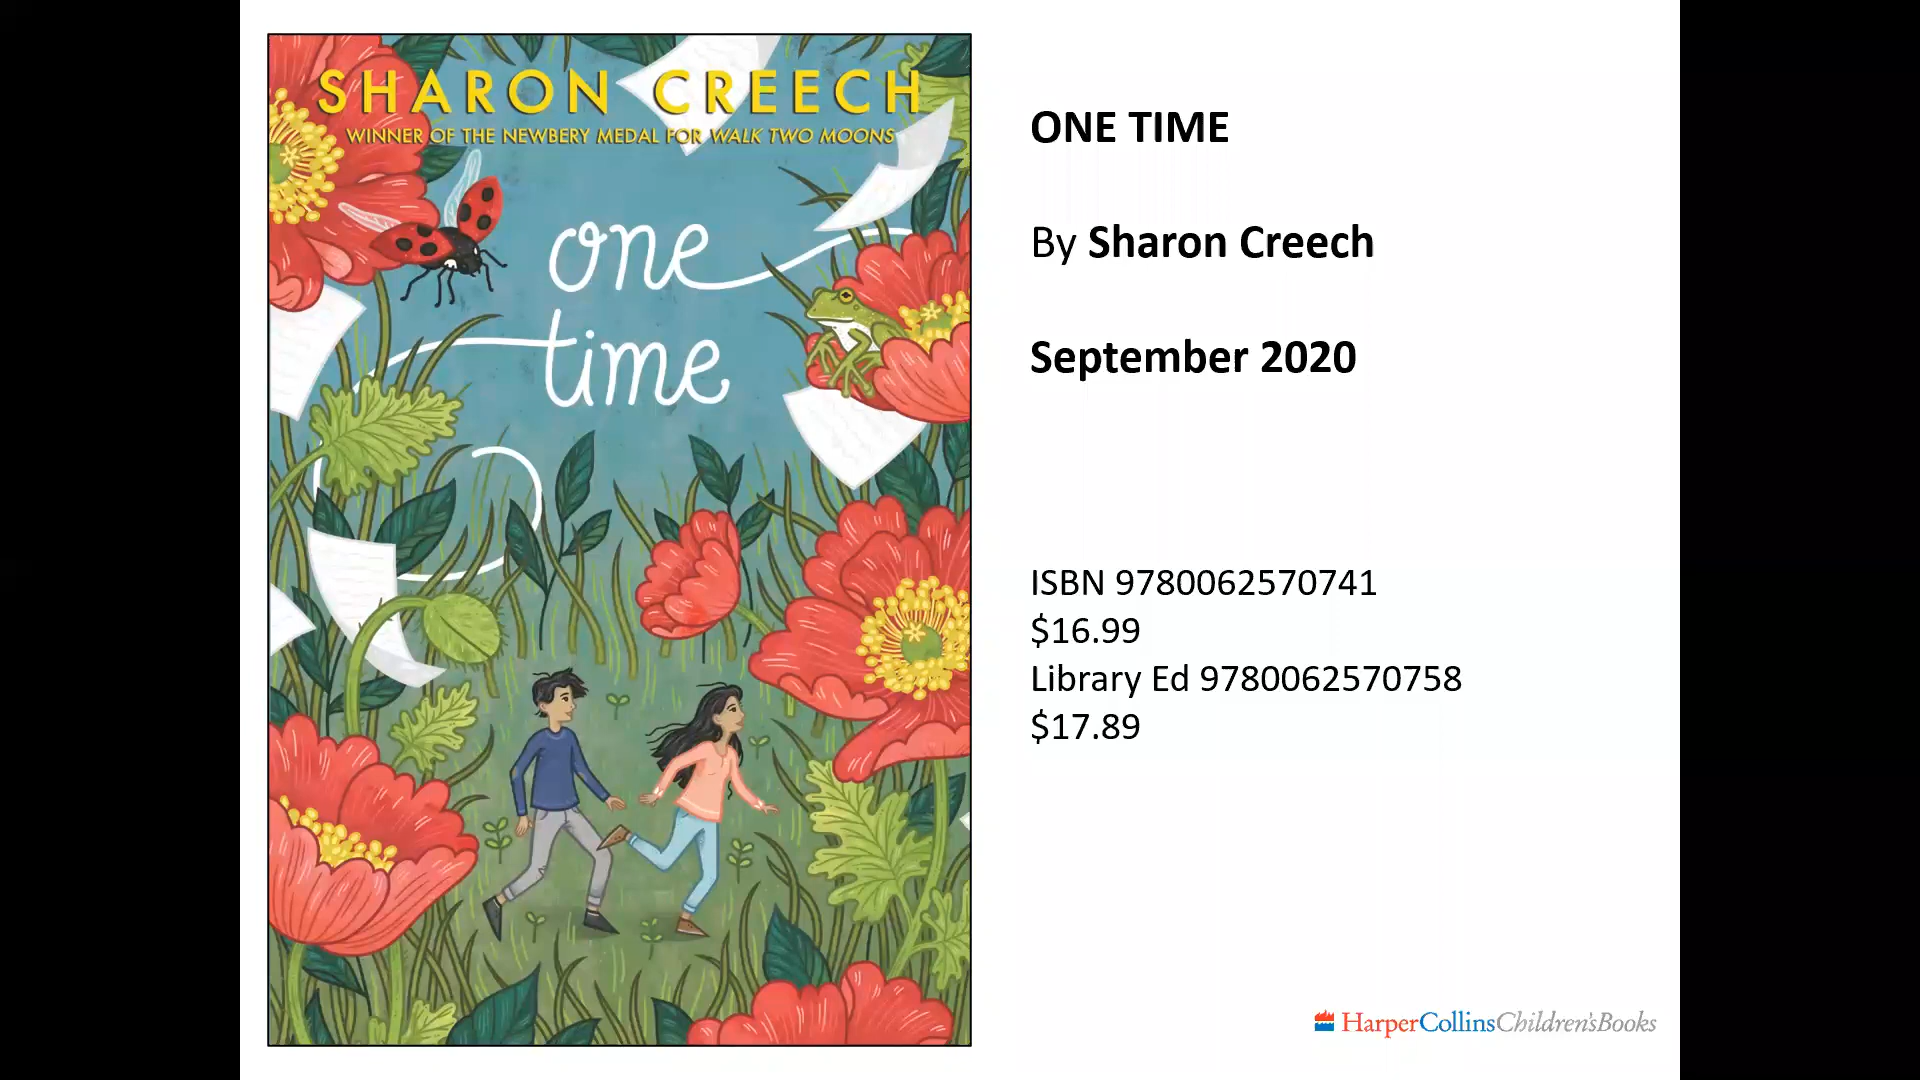 SHARON CREECH
WINNER OF THE NEWBERY MEDAL FOR WALK TWO MOONS
one
time
ONE TIME
By Sharon Creech
September 2020
ISBN 9780062570741
$16.99
Library Ed 9780062570758
$17.89
HarperCollinsChildren'sBooks